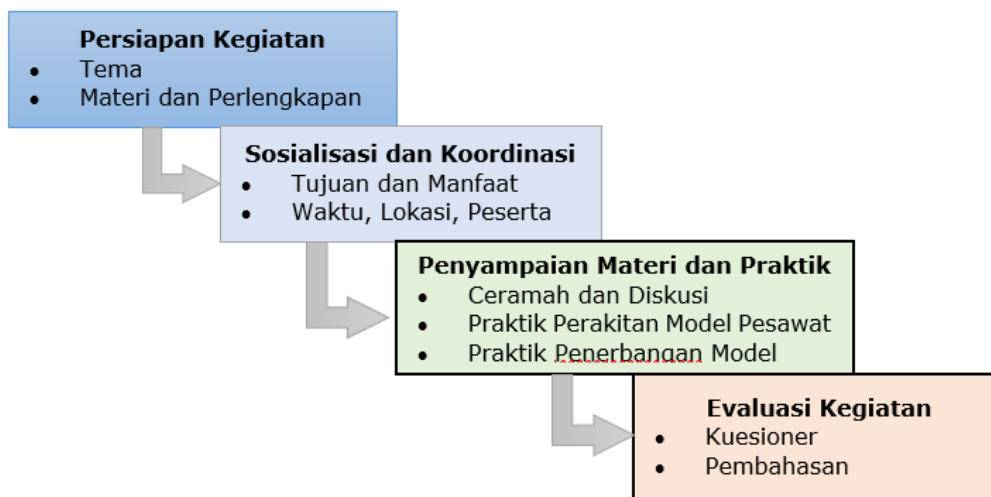 Persiapan Kegiatan
• Tema
• Materi dan Perlengkapan
Sosialisasi dan Koordinasi
• Tujuan dan Manfaat
• Waktu, Lokasi, Peserta
Penyampaian Materi dan Praktik
• Ceramah dan Diskusi
• Praktik Perakitan Model Pesawat
• Praktik Penerbangan Model
Evaluasi Kegiatan
• Kuesioner
• Pembahasan